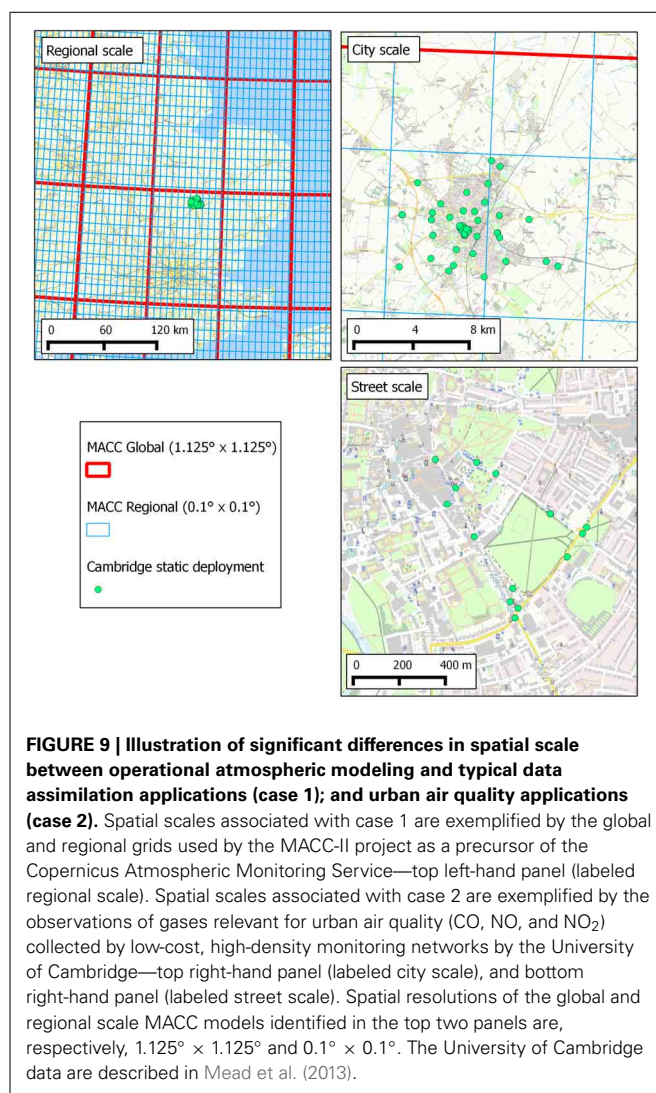 Regional scale
0 60 120 km
City scale
0 4 8 km
Street scale
0 200 400 m
MACC Global (1.125° x 1.125°)
MACC Regional (0.1° x 0.1°)
Cambridge static deployment
FIGURE 9 | Illustration of significant differences in spatial scale
between operational atmospheric modeling and typical data
assimilation applications (case 1); and urban air quality applications
(case 2). Spatial scales associated with case 1 are exemplified by the global
and regional grids used by the MACC-II project as a precursor of the
Copernicus Atmospheric Monitoring Service—top left-hand panel (labeled
regional scale). Spatial scales associated with case 2 are exemplified by the
observations of gases relevant for urban air quality (CO, NO, and NO₂)
collected by low-cost, high-density monitoring networks by the University
of Cambridge—top right-hand panel (labeled city scale), and bottom
right-hand panel (labeled street scale). Spatial resolutions of the global and
regional scale MACC models identified in the top two panels are,
respectively, 1.125° × 1.125° and 0.1° × 0.1°. The University of Cambridge
data are described in Mead et al. (2013).